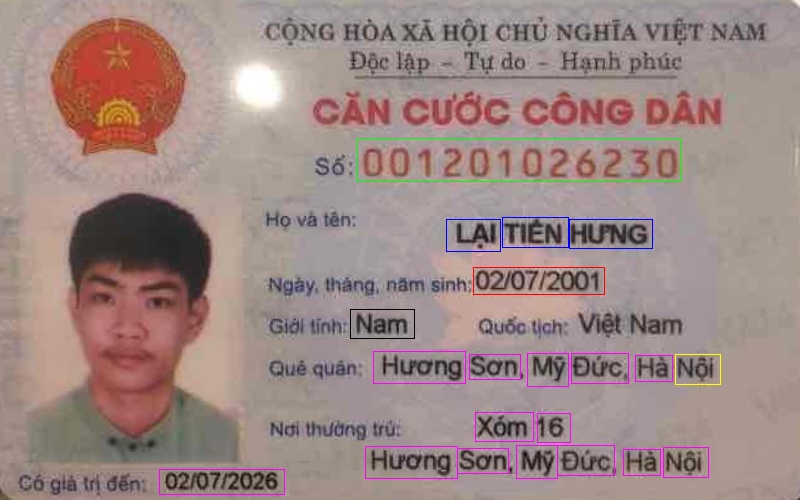 CỘNG HÒA XÃ HỘI CHỦ NGHĨA VIỆT NAM
Độc lập - Tự do - Hạnh phúc
CĂN CƯỚC CÔNG DÂN
Số: 001201026230
Họ và tên:
LẠI TIẾN HƯNG
Ngày, tháng, năm sinh: 02/07/2001
Giới tính: Nam Quốc tịch: Việt Nam
Quê quán: Hương Sơn, Mỹ Đức, Hà Nội
Nơi thường trú: Xóm 16
Hương Sơn, Mỹ Đức, Hà Nội
Có giá trị đến: 02/07/2026